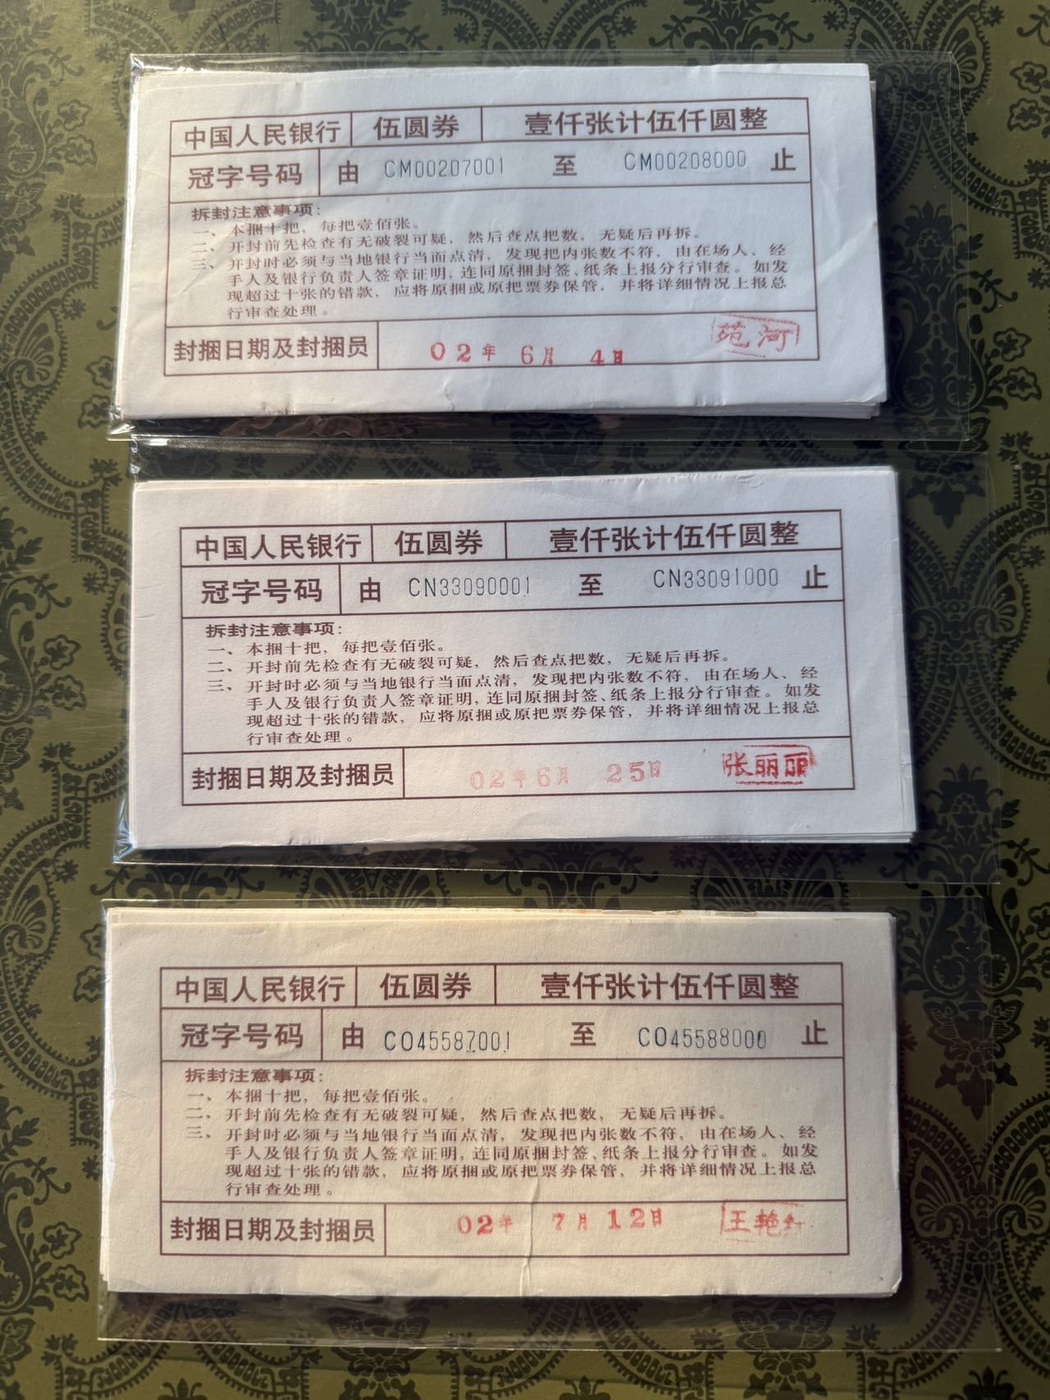 中国人民银行 伍圆券 壹仟张计伍仟圆整
冠字号码 由 CM00207001 至 CM00208000 止
拆封注意事项：
一、本捆十把，每把壹佰张。
二、开封前先检查有无破裂可疑，然后查点把数，无疑后再拆。
三、开封时必须与当地银行当面点清，发现把内张数不符，由在场人、经
手人及银行负责人签章证明，连同原捆封签、纸条上报分行审查。如发
现超过十张的错款，应将原捆或原把票券保管，并将详细情况上报总
行审查处理。
封捆日期及封捆员 02年 6月 4日 苑河
中国人民银行 伍圆券 壹仟张计伍仟圆整
冠字号码 由 CN33090001 至 CN33091000 止
拆封注意事项：
一、本捆十把，每把壹佰张。
二、开封前先检查有无破裂可疑，然后查点把数，无疑后再拆。
三、开封时必须与当地银行当面点清，发现把内张数不符，由在场人、经
手人及银行负责人签章证明，连同原捆封签、纸条上报分行审查。如发
现超过十张的错款，应将原捆或原把票券保管，并将详细情况上报总
行审查处理。
封捆日期及封捆员 02年6月 25日 张丽丽
中国人民银行 伍圆券 壹仟张计伍仟圆整
冠字号码 由 CO45587001 至 CO45588000 止
拆封注意事项：
一、本捆十把，每把壹佰张。
二、开封前先检查有无破裂可疑，然后查点把数，无疑后再拆。
三、开封时必须与当地银行当面点清，发现把内张数不符，由在场人、经
手人及银行负责人签章证明，连同原捆封签、纸条上报分行审查。如发
现超过十张的错款，应将原捆或原把票券保管，并将详细情况上报总
行审查处理。
封捆日期及封捆员 02年 7月12日 王艳